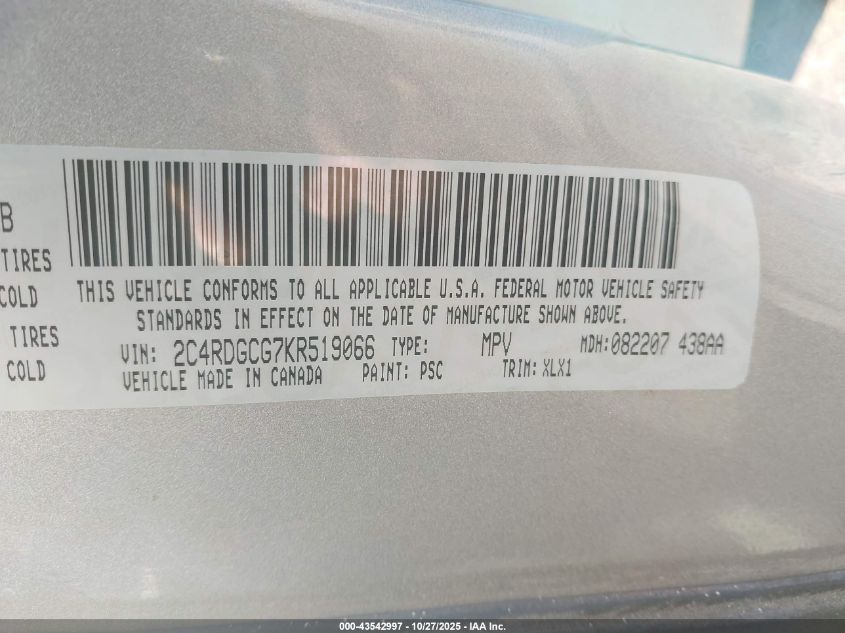 B
TIRES
COLD
TIRES
COLD
THIS VEHICLE CONFORMS TO ALL APPLICABLE U.S.A. FEDERAL MOTOR VEHICLE SAFETY
STANDARDS IN EFFECT ON THE DATE OF MANUFACTURE SHOWN ABOVE.
VIN: 2C4RDGCG7KR519066 TYPE: MPV MDH:082207 438AA
VEHICLE MADE IN CANADA PAINT: PSC TRIM: XLX1
000-43542997 - 10/27/2025 - IAA Inc.